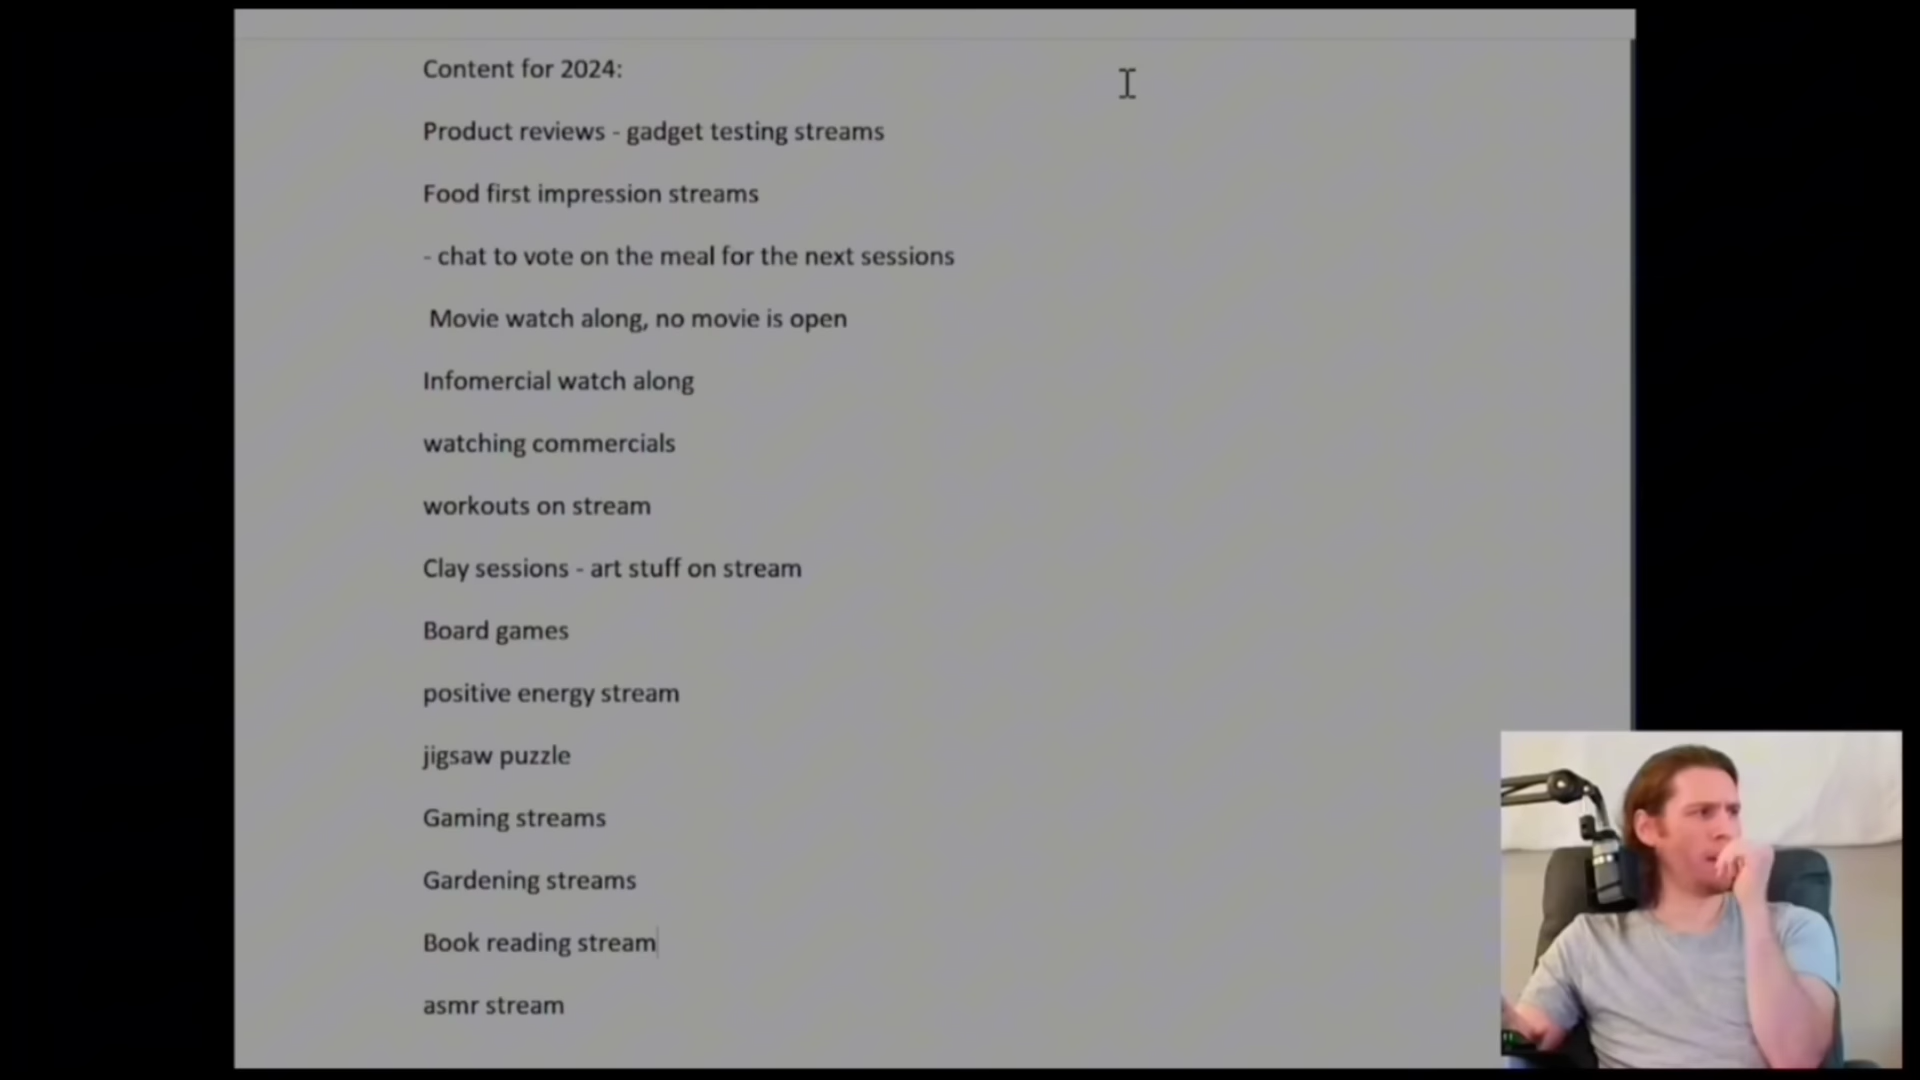 Content for 2024:
Product reviews - gadget testing streams
Food first impression streams
- chat to vote on the meal for the next sessions
Movie watch along, no movie is open
Infomercial watch along
watching commercials
workouts on stream
Clay sessions - art stuff on stream
Board games
positive energy stream
jigsaw puzzle
Gaming streams
Gardening streams
Book reading stream
asmr stream